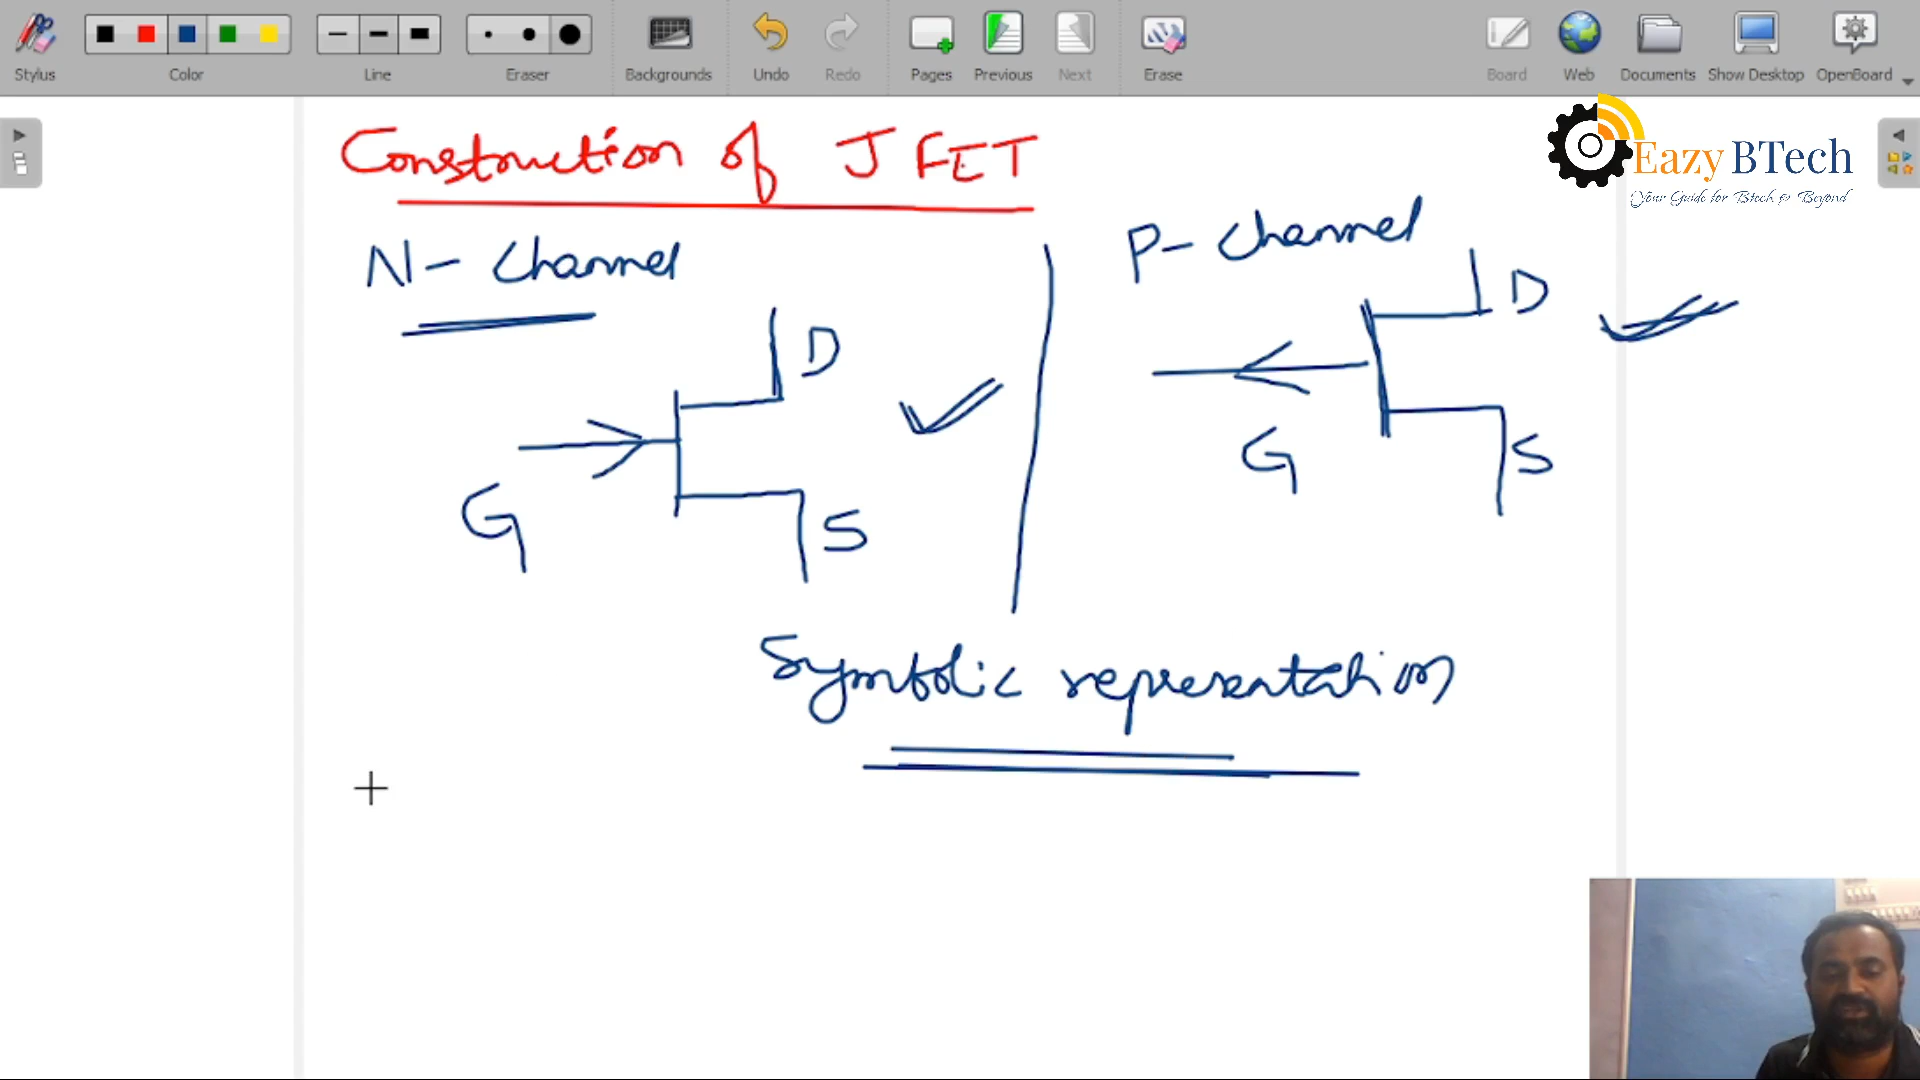 Stylus
Color
Line
Eraser
Backgrounds
Undo
Redo
Pages
Previous
Next
Erase
Board
Web
Documents
Show Desktop
OpenBoard
Eazy BTech
Your Guide for Btech & Beyond
Construction of JFET
N- Channel
P- Channel
D
G
S
D
G
S
Symbolic representation